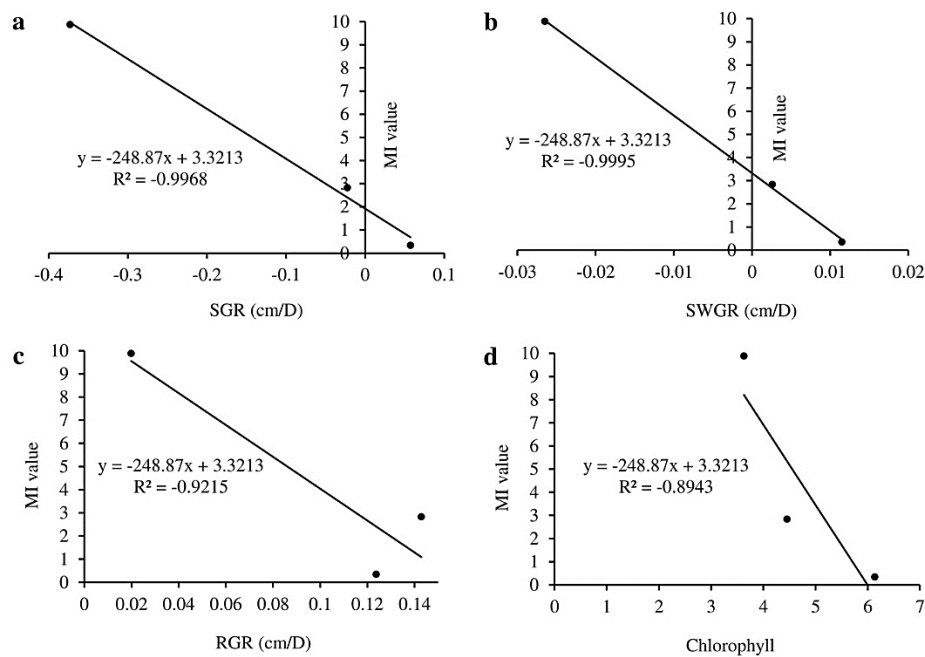 a
10
9
8
7
6
5
4
3
2
1
0
MI value
y = -248.87x + 3.3213
R² = -0.9968
-0.4 -0.3 -0.2 -0.1 0 0.1
SGR (cm/D)
b
10
9
8
7
6
5
4
3
2
1
0
MI value
y = -248.87x + 3.3213
R² = -0.9995
-0.03 -0.02 -0.01 0 0.01 0.02
SWGR (cm/D)
c
10
9
8
7
6
5
4
3
2
1
0
MI value
y = -248.87x + 3.3213
R² = -0.9215
0 0.02 0.04 0.06 0.08 0.1 0.12 0.14
RGR (cm/D)
d
10
9
8
7
6
5
4
3
2
1
0
MI value
y = -248.87x + 3.3213
R² = -0.8943
0 1 2 3 4 5 6 7
Chlorophyll